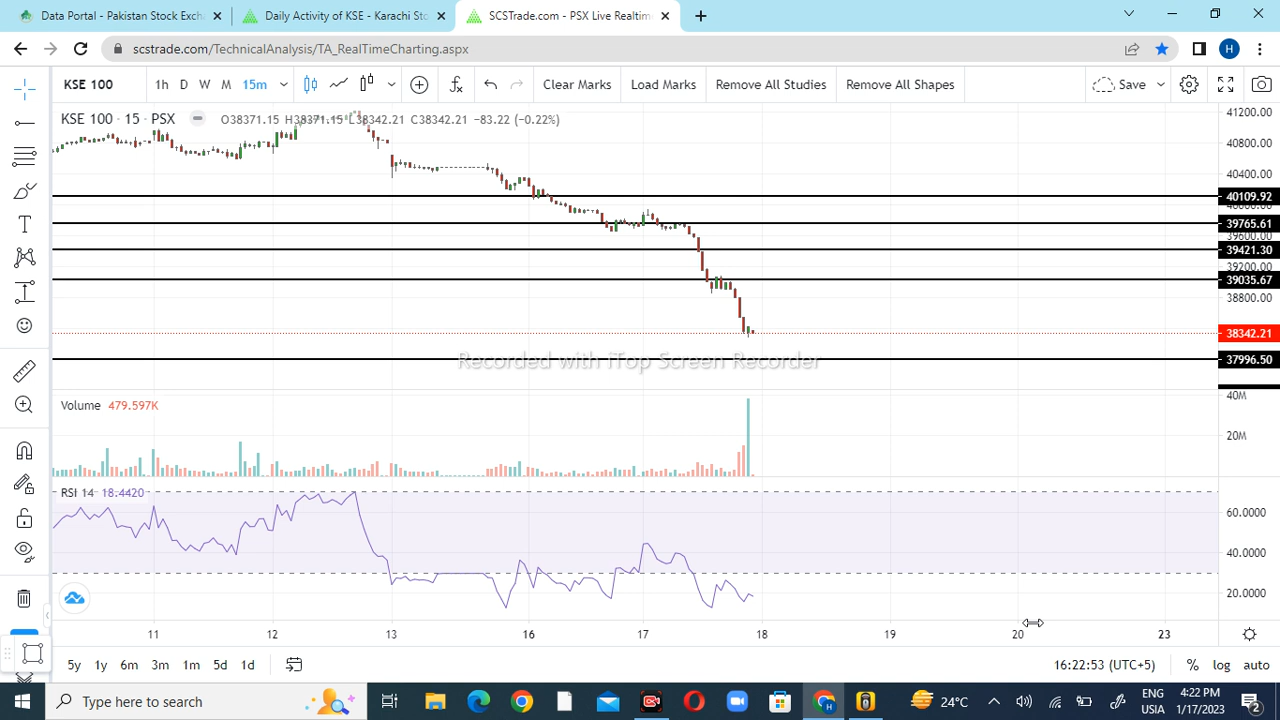 Data Portal - Pakistan Stock Exch
Daily Activity of KSE - Karachi Sto
SCSTrade.com - PSX Live Realtim
scstrade.com/TechnicalAnalysis/TA_RealTimeCharting.aspx
H
KSE 100
1h D W M 15m
Clear Marks
Load Marks
Remove All Studies
Remove All Shapes
Save
KSE 100 · 15 · PSX
O38371.15 H38371.15 L38342.21 C38342.21 −83.22 (−0.22%)
41200.00
40800.00
40400.00
40109.92
40000.00
39765.61
39600.00
39421.30
39200.00
39035.67
38800.00
38342.21
37996.50
Recorded with iTop Screen Recorder
Volume 479.597K
40M
20M
RSI 14 18.4420
60.0000
40.0000
20.0000
11 12 13 16 17 18 19 20 23
5y 1y 6m 3m 1m 5d 1d
16:22:53 (UTC+5)
% log auto
Type here to search
24°C
ENG
USIA
4:22 PM
1/17/2023
2